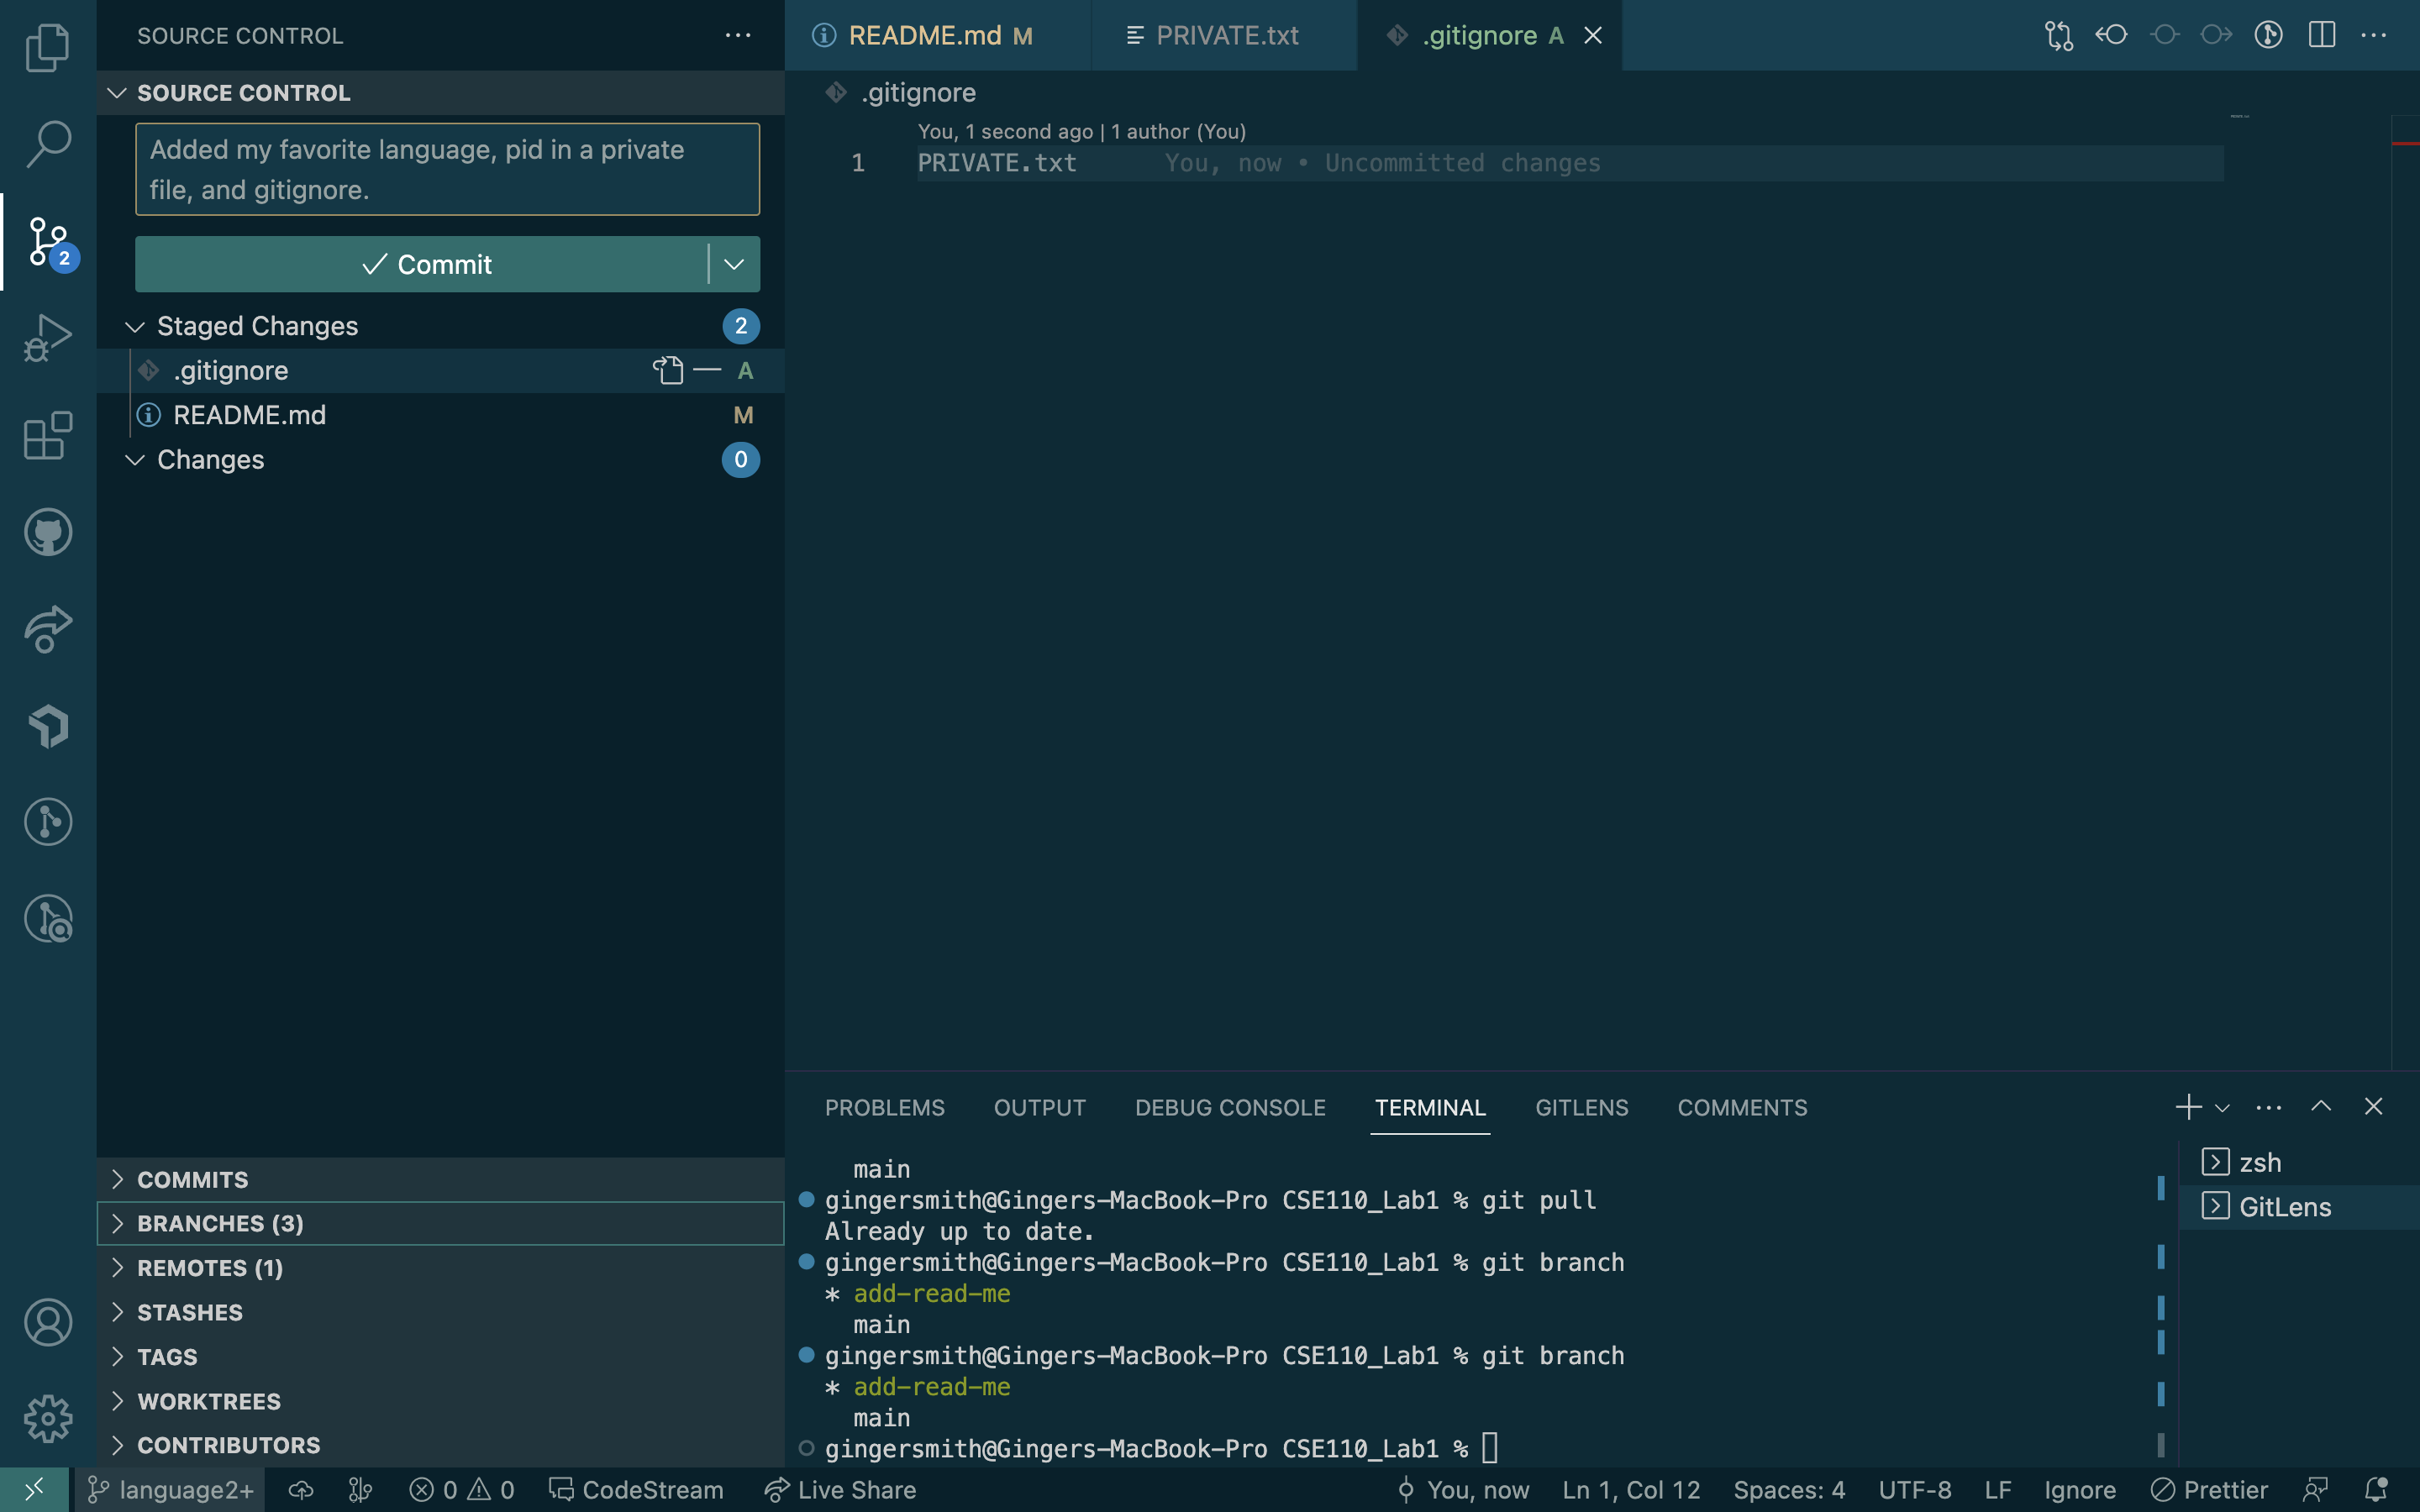 SOURCE CONTROL
README.md M
PRIVATE.txt
.gitignore A
SOURCE CONTROL
.gitignore
Added my favorite language, pid in a private
file, and gitignore.
You, 1 second ago | 1 author (You)
1 PRIVATE.txt You, now • Uncommitted changes
2
Commit
Staged Changes 2
.gitignore A
README.md M
Changes 0
PROBLEMS OUTPUT DEBUG CONSOLE TERMINAL GITLENS COMMENTS
main
gingersmith@Gingers-MacBook-Pro CSE110_Lab1 % git pull
Already up to date.
gingersmith@Gingers-MacBook-Pro CSE110_Lab1 % git branch
* add-read-me
main
gingersmith@Gingers-MacBook-Pro CSE110_Lab1 % git branch
* add-read-me
main
gingersmith@Gingers-MacBook-Pro CSE110_Lab1 %
zsh
GitLens
COMMITS
BRANCHES (3)
REMOTES (1)
STASHES
TAGS
WORKTREES
CONTRIBUTORS
language2+ 0 0 CodeStream Live Share You, now Ln 1, Col 12 Spaces: 4 UTF-8 LF Ignore Prettier